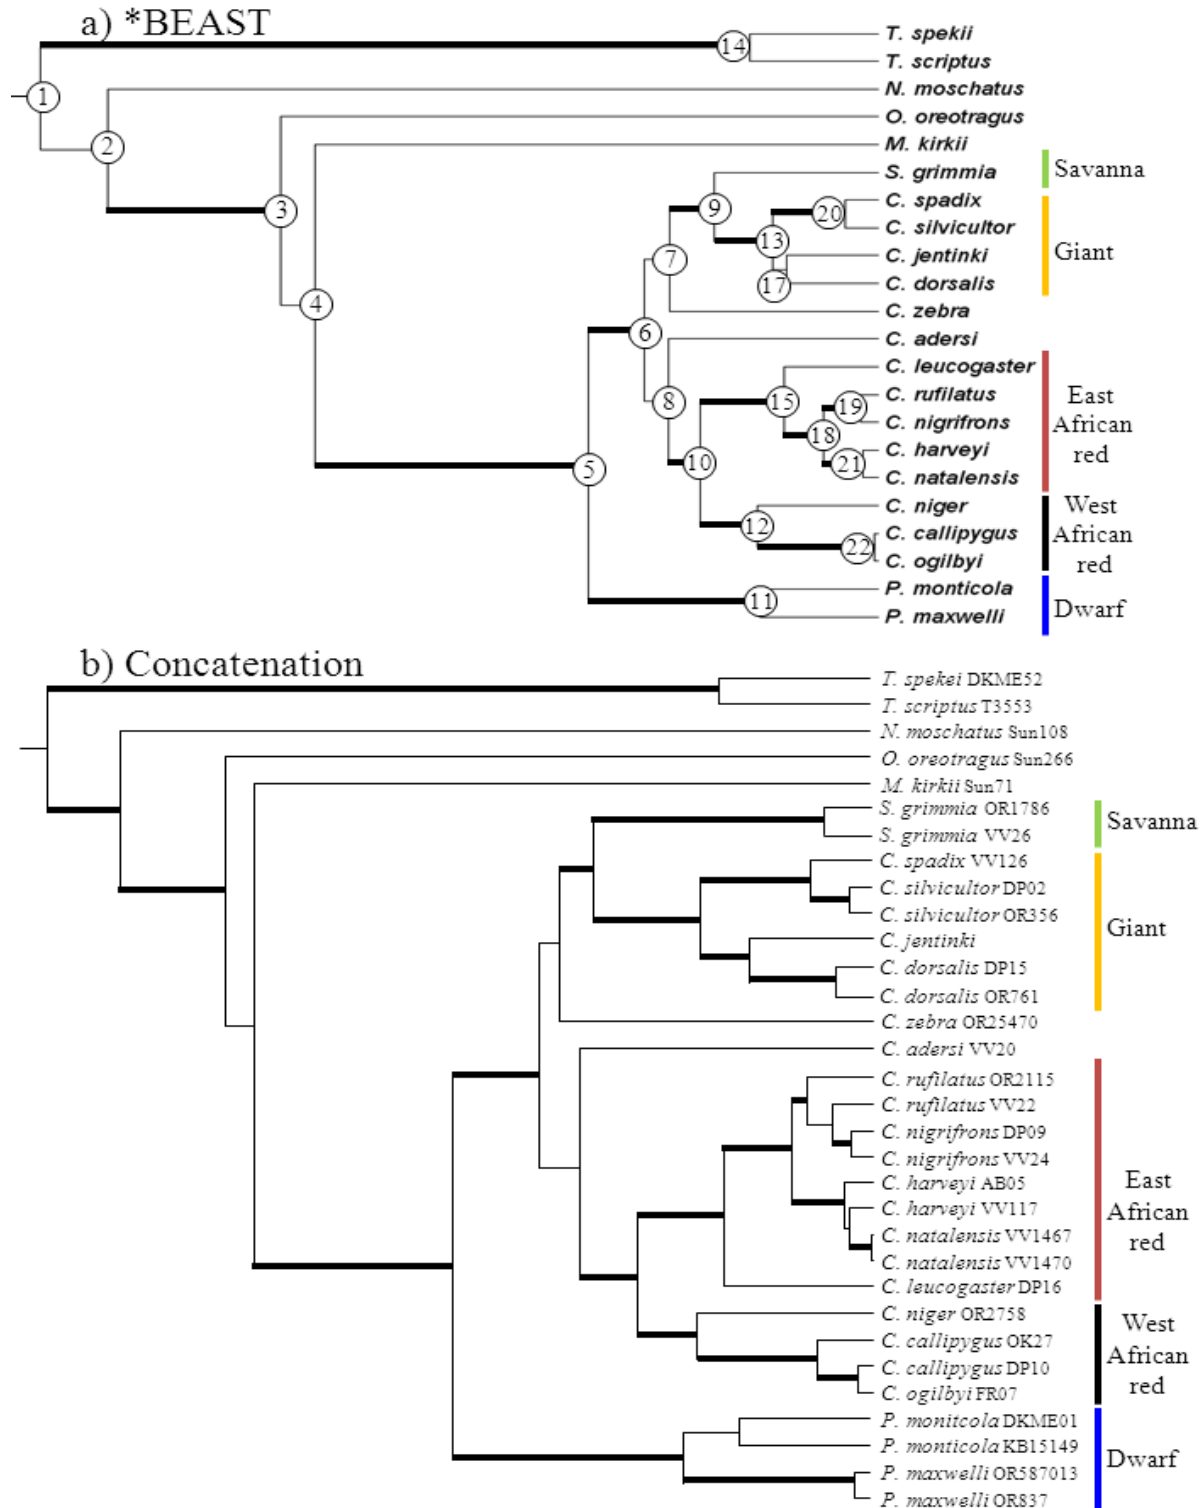 a) *BEAST
T. spekii
14
T. scriptus
1
N. moschatus
O. oreotragus
2
M. kirkii
S. grimmia
Savanna
3
9
C. spadix
20
C. silvicultor
13
C. jentinki
Giant
7
17
C. dorsalis
4
C. zebra
6
C. adersi
C. leucogaster
8
15
C. rufilatus
19
East
African
red
C. nigrifrons
18
C. harveyi
10
21
5
C. natalensis
C. niger
West
African
red
12
C. callipygus
22
C. ogilbyi
P. monticola
11
Dwarf
P. maxwelli
b) Concatenation
T. spekei DKME52
T. scriptus T3553
N. moschatus Sun108
O. oreotragus Sun266
M. kirkii Sun71
S. grimmia OR1786
Savanna
S. grimmia VV26
C. spadix VV126
C. silvicultor DP02
C. silvicultor OR356
Giant
C. jentinki
C. dorsalis DP15
C. dorsalis OR761
C. zebra OR25470
C. adersi VV20
C. rufilatus OR2115
C. rufilatus VV22
C. nigrifrons DP09
C. nigrifrons VV24
East
African
red
C. harveyi AB05
C. harveyi VV117
C. natalensis VV1467
C. natalensis VV1470
C. leucogaster DP16
C. niger OR2758
West
African
red
C. callipygus OK27
C. callipygus DP10
C. ogilbyi FR07
P. monitcola DKME01
P. monticola KB15149
Dwarf
P. maxwelli OR587013
P. maxwelli OR837